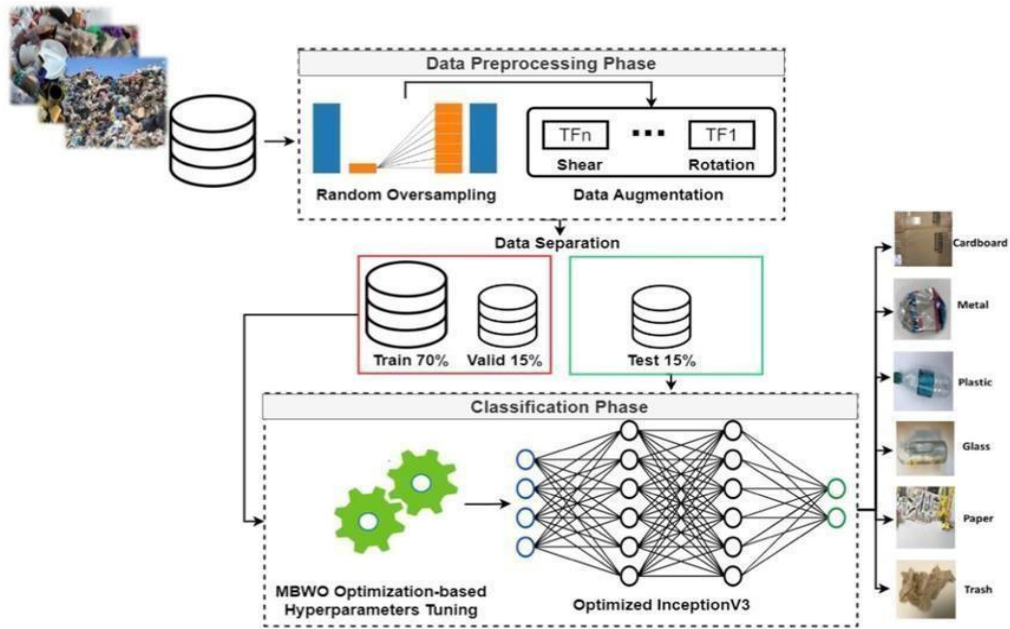 Data Preprocessing Phase
TFn
TF1
Shear
Rotation
Random Oversampling
Data Augmentation
Data Separation
Train 70%
Valid 15%
Test 15%
Classification Phase
MBWO Optimization-based
Hyperparameters Tuning
Optimized InceptionV3
Cardboard
Metal
Plastic
Glass
Paper
Trash